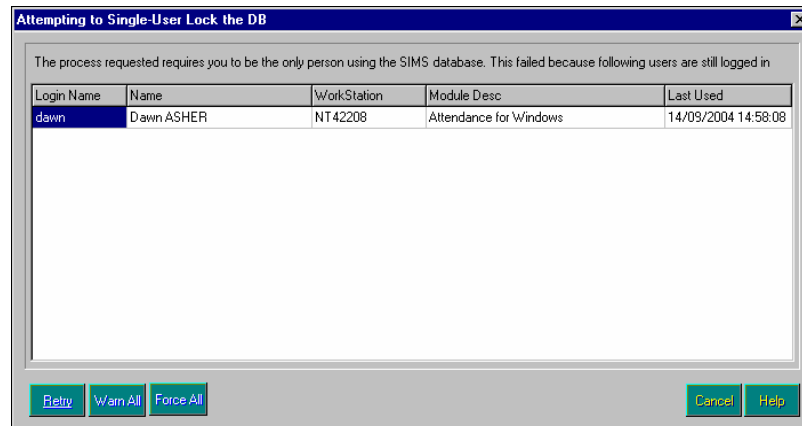 Attempting to Single-User Lock the DB
The process requested requires you to be the only person using the SIMS database. This failed because following users are still logged in
Login Name Name WorkStation Module Desc Last Used
dawn Dawn ASHER NT42208 Attendance for Windows 14/09/2004 14:58:08
Retry Warn All Force All Cancel Help